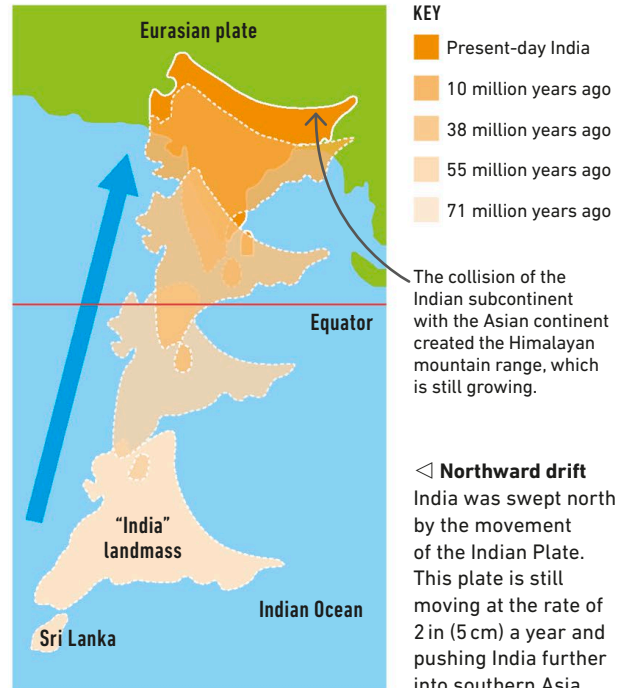 Eurasian plate
Equator
"India"
landmass
Indian Ocean
Sri Lanka
KEY
Present-day India
10 million years ago
38 million years ago
55 million years ago
71 million years ago
The collision of the
Indian subcontinent
with the Asian continent
created the Himalayan
mountain range, which
is still growing.
◁ Northward drift
India was swept north
by the movement
of the Indian Plate.
This plate is still
moving at the rate of
2 in (5 cm) a year and
pushing India further
into southern Asia